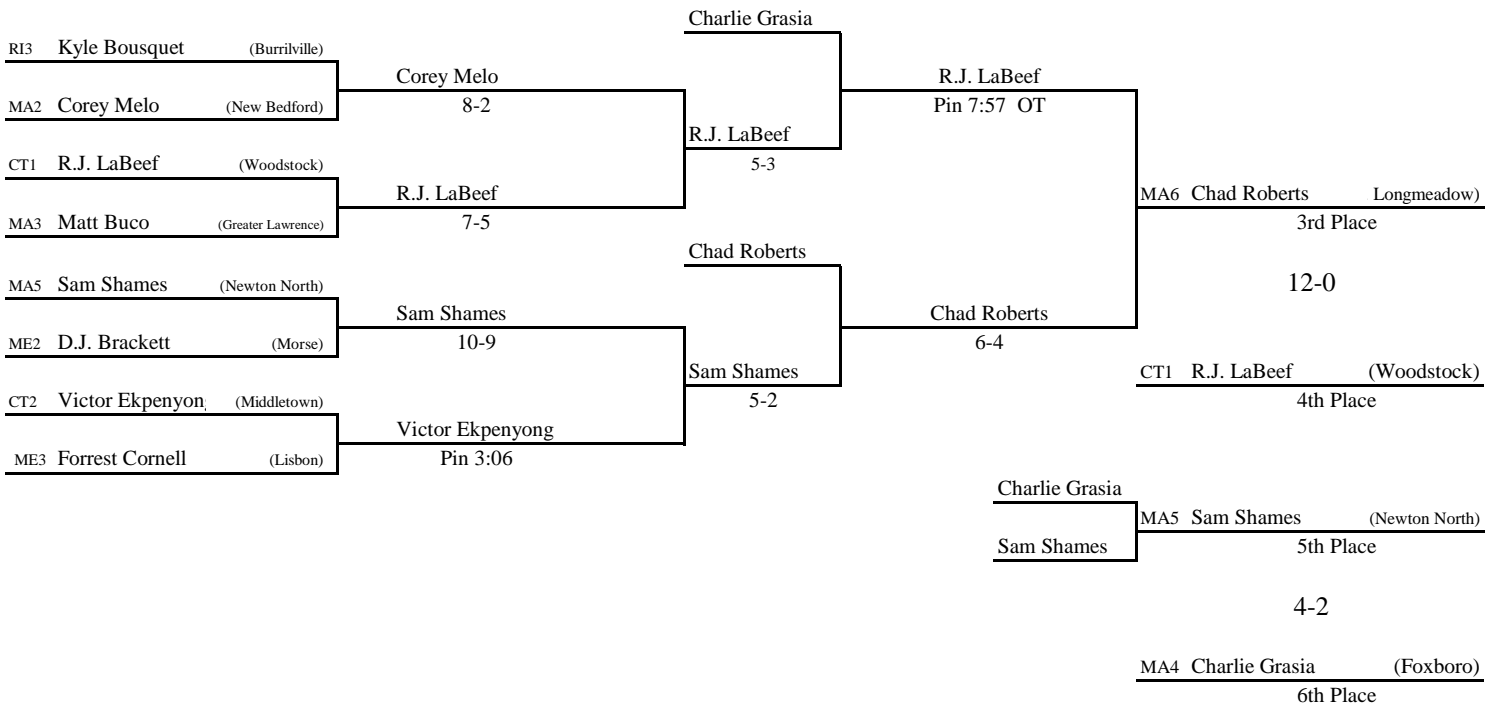 Charlie Grasia
RI3 Kyle Bousquet (Burrilville)
Corey Melo
R.J. LaBeef
MA2 Corey Melo (New Bedford)
8-2
Pin 7:57 OT
R.J. LaBeef
CT1 R.J. LaBeef (Woodstock)
5-3
R.J. LaBeef
MA6 Chad Roberts Longmeadow)
MA3 Matt Buco (Greater Lawrence)
7-5
3rd Place
Chad Roberts
MA5 Sam Shames (Newton North)
12-0
Sam Shames
Chad Roberts
ME2 D.J. Brackett (Morse)
10-9
6-4
Sam Shames
CT1 R.J. LaBeef (Woodstock)
CT2 Victor Ekpenyon (Middletown)
5-2
4th Place
Victor Ekpenyong
ME3 Forrest Cornell (Lisbon)
Pin 3:06
Charlie Grasia
MA5 Sam Shames (Newton North)
Sam Shames
5th Place
4-2
MA4 Charlie Grasia (Foxboro)
6th Place